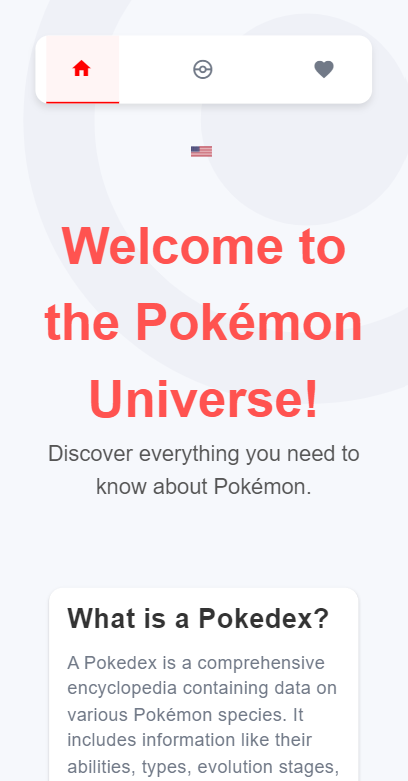 Welcome to
the Pokémon
Universe!
Discover everything you need to
know about Pokémon.
What is a Pokedex?
A Pokedex is a comprehensive
encyclopedia containing data on
various Pokémon species. It
includes information like their
abilities, types, evolution stages,